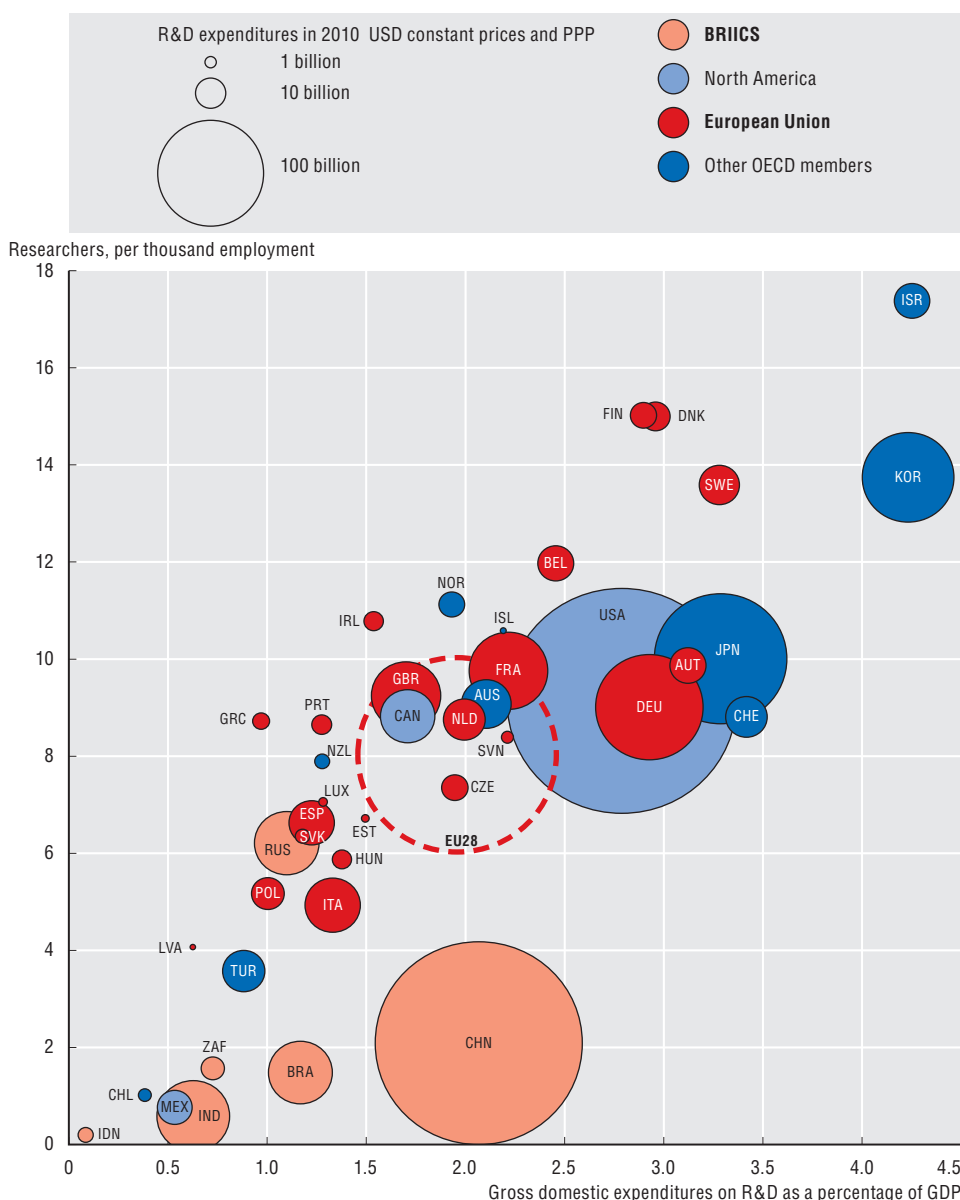 R&D expenditures in 2010 USD constant prices and PPP
1 billion
10 billion
100 billion
BRIICS
North America
European Union
Other OECD members
Researchers, per thousand employment
18
16
14
12
10
8
6
4
2
0
ISR
FIN
DNK
KOR
SWE
BEL
NOR
IRL
ISL
USA
JPN
FRA
AUT
GBR
AUS
DEU
CAN
NLD
CHE
GRC
PRT
SVN
NZL
CZE
LUX
ESP
EST
SVK
EU28
RUS
HUN
POL
ITA
LVA
TUR
CHN
ZAF
BRA
CHL
MEX
IND
IDN
0
0.5
1.0
1.5
2.0
2.5
3.0
3.5
4.0
4.5
Gross domestic expenditures on R&D as a percentage of GDP